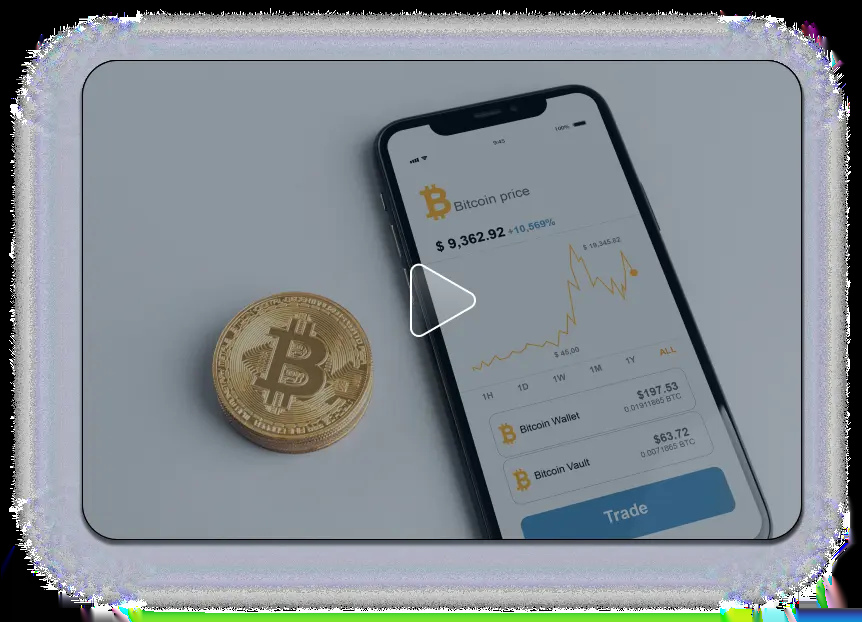 9:45
100%
Bitcoin price
$ 9,362.92 +10,569%
$ 19,345.62
$ 45,00
1H 1D 1W 1M 1Y ALL
Bitcoin Wallet
$197.53
0.01911865 BTC
Bitcoin Vault
$63.72
0.0071865 BTC
Trade